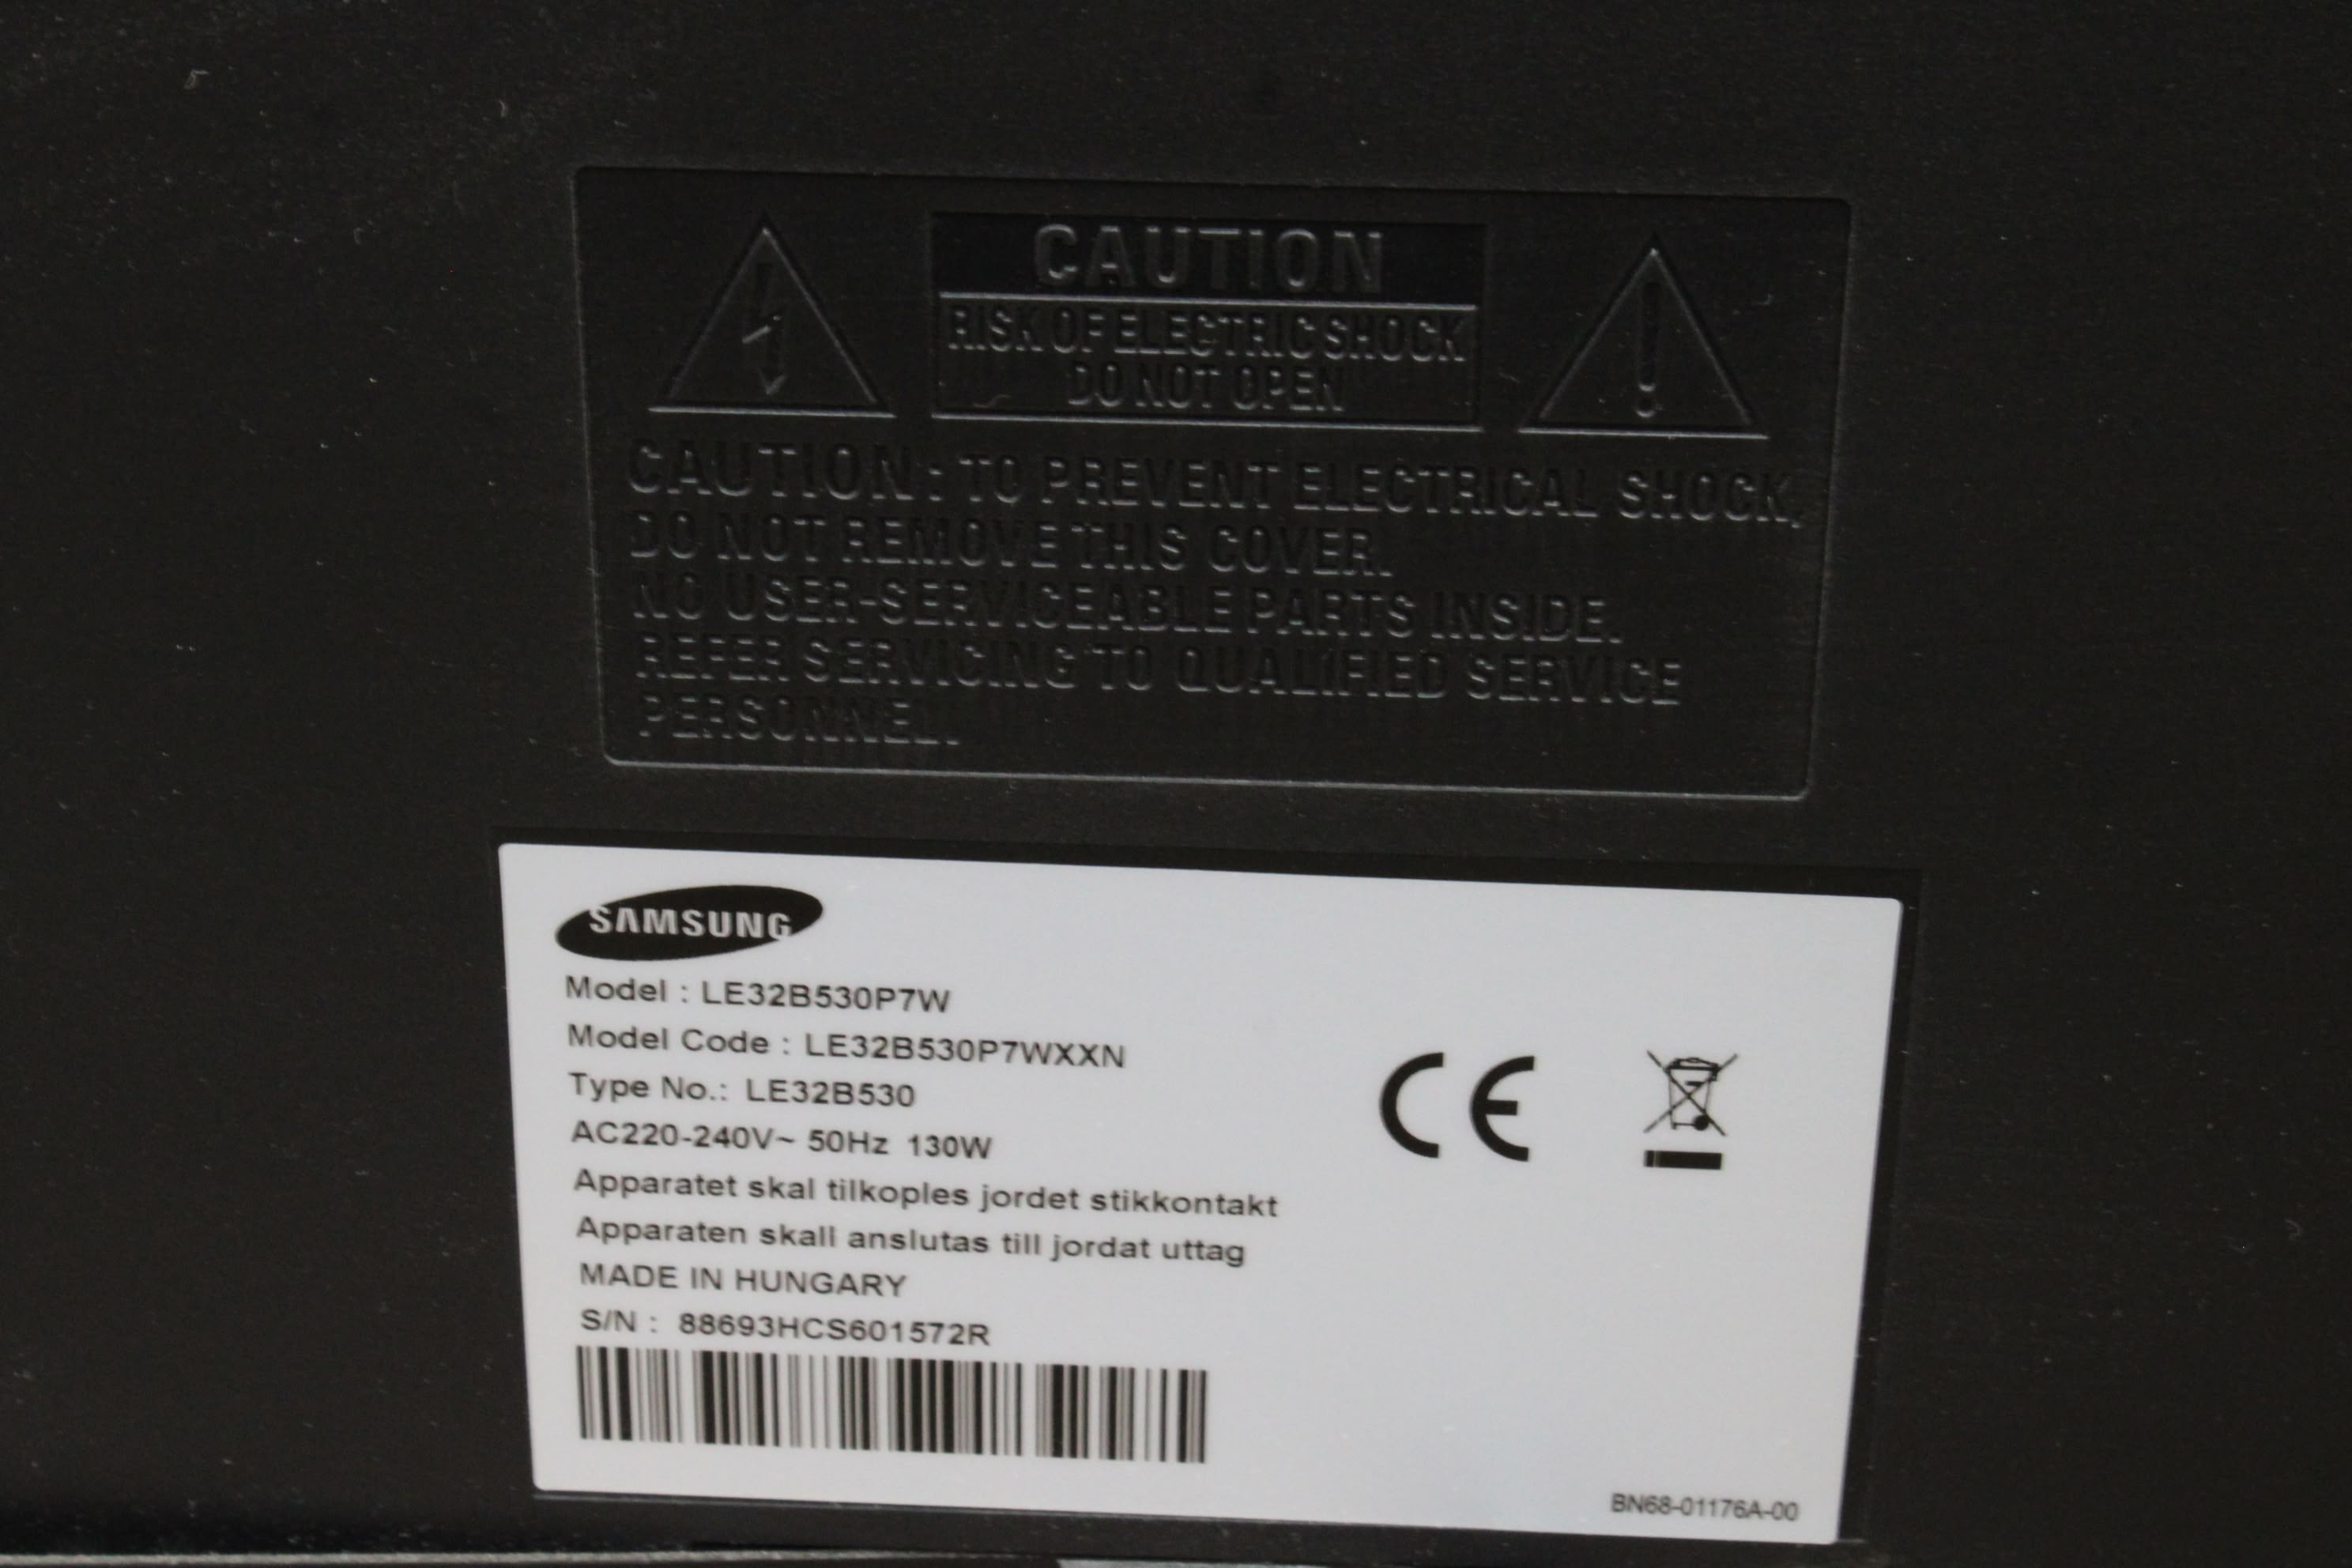 CAUTION
RISK OF ELECTRIC SHOCK
DO NOT OPEN
CAUTION: TO PREVENT ELECTRICAL SHOCK,
DO NOT REMOVE THIS COVER.
NO USER-SERVICEABLE PARTS INSIDE.
REFER SERVICING TO QUALIFIED SERVICE
PERSONNEL.
SAMSUNG
Model : LE32B530P7W
Model Code : LE32B530P7WXXN
Type No.: LE32B530
AC220-240V~ 50Hz 130W
Apparatet skal tilkoples jordet stikkontakt
Apparaten skall anslutas till jordat uttag
MADE IN HUNGARY
S/N : 88693HCS601572R
CE
BN68-01176A-00